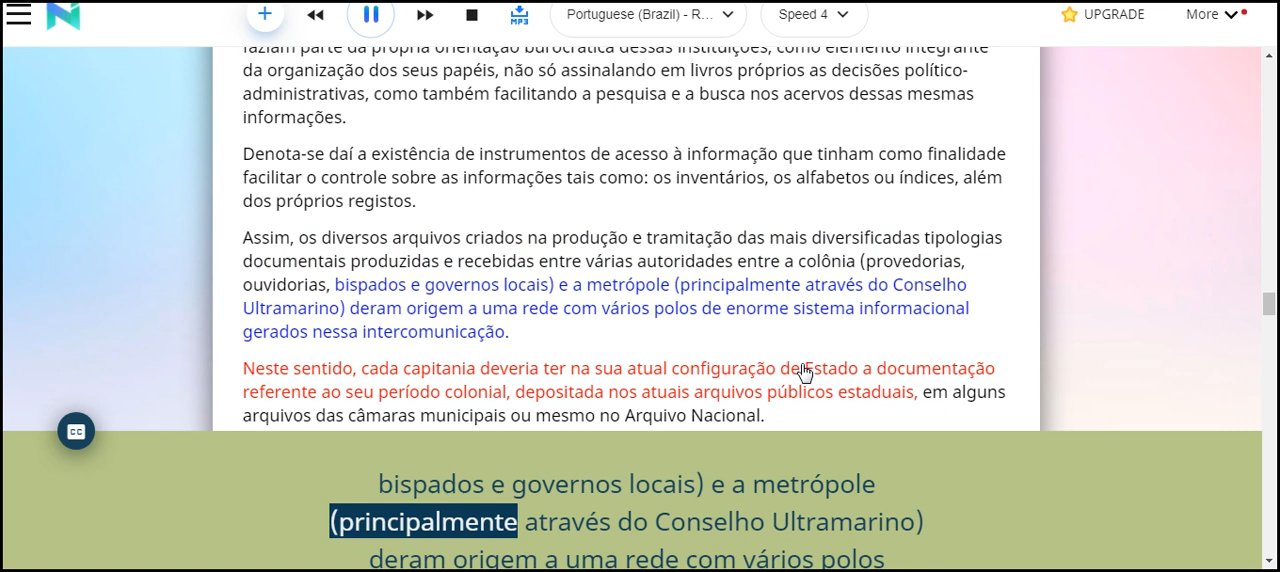 MP3
Portuguese (Brazil) - R...
Speed 4
UPGRADE
More
faziam parte da própria orientação burocrática dessas instituições, como elemento integrante
da organização dos seus papéis, não só assinalando em livros próprios as decisões político-
administrativas, como também facilitando a pesquisa e a busca nos acervos dessas mesmas
informações.
Denota-se daí a existência de instrumentos de acesso à informação que tinham como finalidade
facilitar o controle sobre as informações tais como: os inventários, os alfabetos ou índices, além
dos próprios registos.
Assim, os diversos arquivos criados na produção e tramitação das mais diversificadas tipologias
documentais produzidas e recebidas entre várias autoridades entre a colônia (provedorias,
ouvidorias, bispados e governos locais) e a metrópole (principalmente através do Conselho
Ultramarino) deram origem a uma rede com vários polos de enorme sistema informacional
gerados nessa intercomunicação.
Neste sentido, cada capitania deveria ter na sua atual configuração de Estado a documentação
referente ao seu período colonial, depositada nos atuais arquivos públicos estaduais, em alguns
arquivos das câmaras municipais ou mesmo no Arquivo Nacional.
CC
bispados e governos locais) e a metrópole
(principalmente através do Conselho Ultramarino)
deram origem a uma rede com vários polos